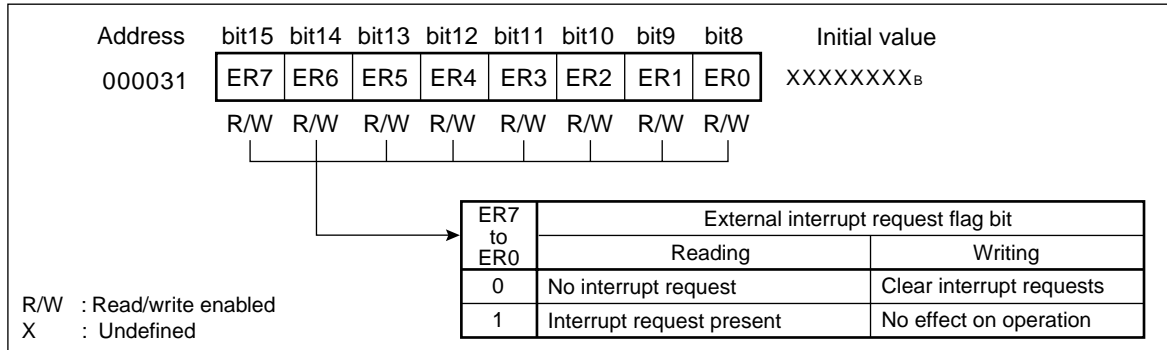 Address bit15 bit14 bit13 bit12 bit11 bit10 bit9 bit8 Initial value
000031 ER7 ER6 ER5 ER4 ER3 ER2 ER1 ER0 XXXXXXXXB
R/W R/W R/W R/W R/W R/W R/W R/W
ER7 to ER0 External interrupt request flag bit
Reading Writing
0 No interrupt request Clear interrupt requests
1 Interrupt request present No effect on operation
R/W : Read/write enabled
X : Undefined